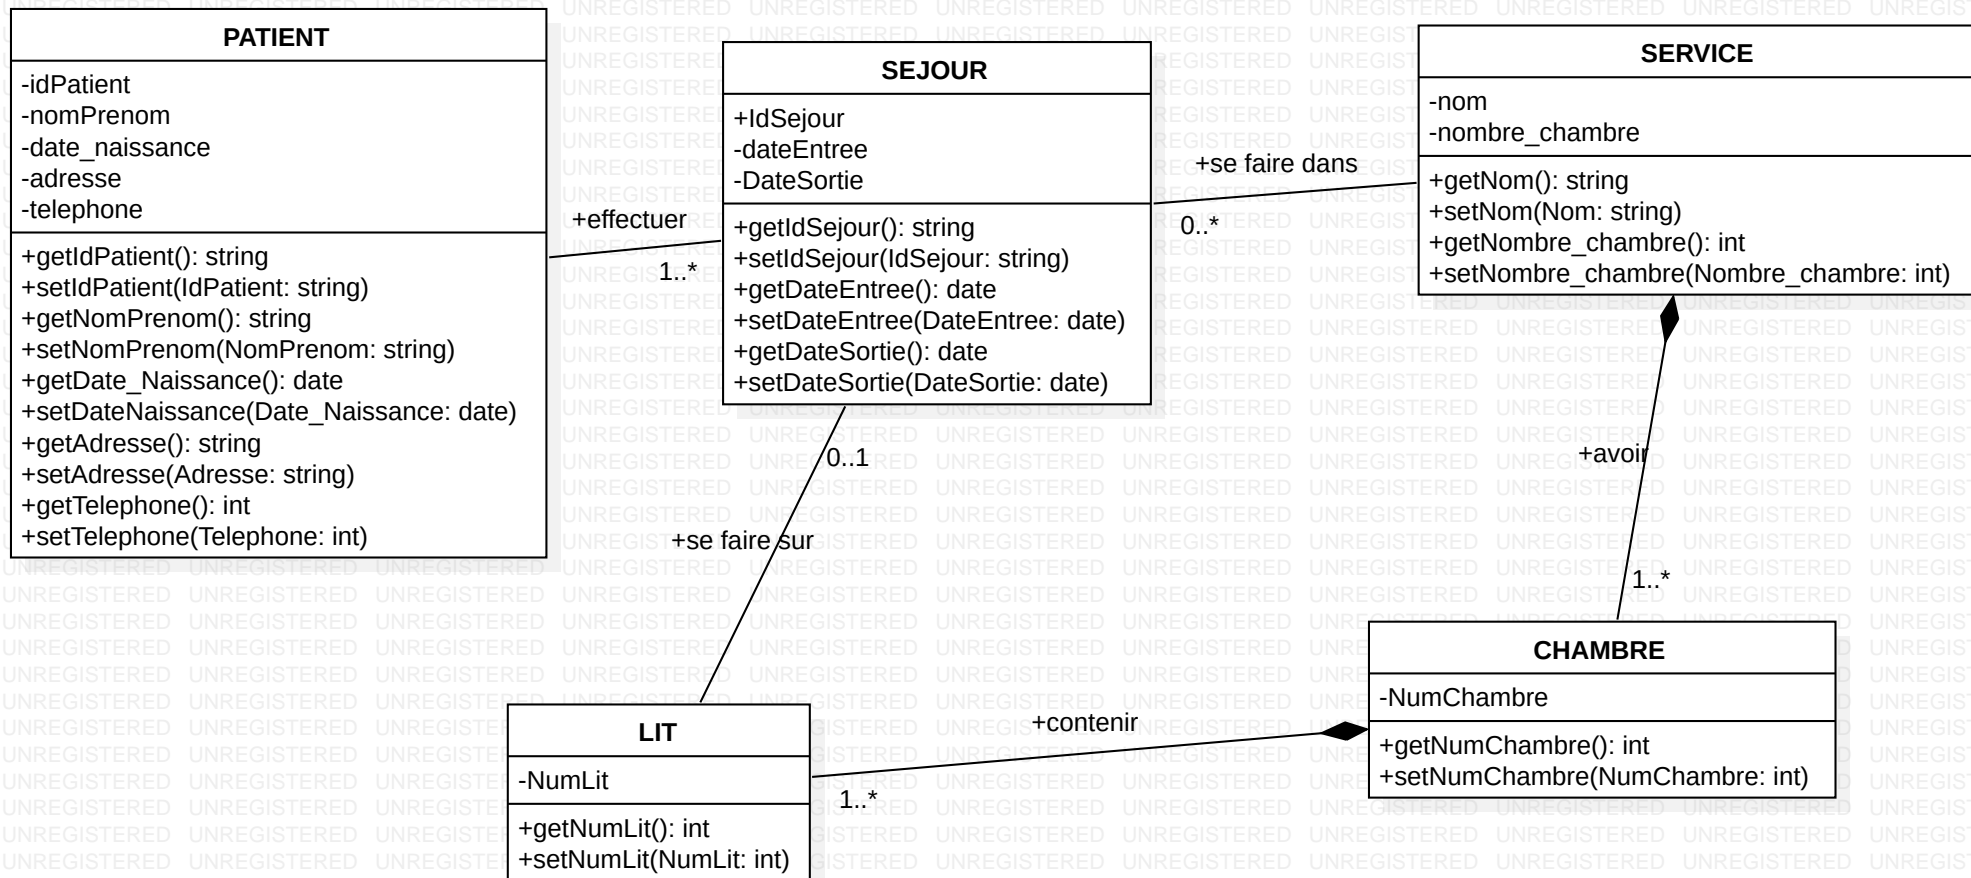 PATIENT
-idPatient
-nomPrenom
-date_naissance
-adresse
-telephone
+getIdPatient(): string
+setIdPatient(IdPatient: string)
+getNomPrenom(): string
+setNomPrenom(NomPrenom: string)
+getDate_Naissance(): date
+setDateNaissance(Date_Naissance: date)
+getAdresse(): string
+setAdresse(Adresse: string)
+getTelephone(): int
+setTelephone(Telephone: int)
+effectuer
1..*
SEJOUR
+IdSejour
-dateEntree
-DateSortie
+getIdSejour(): string
+setIdSejour(IdSejour: string)
+getDateEntree(): date
+setDateEntree(DateEntree: date)
+getDateSortie(): date
+setDateSortie(DateSortie: date)
+se faire dans
0..*
SERVICE
-nom
-nombre_chambre
+getNom(): string
+setNom(Nom: string)
+getNombre_chambre(): int
+setNombre_chambre(Nombre_chambre: int)
0..1
+se faire sur
+avoir
1..*
LIT
-NumLit
+getNumLit(): int
+setNumLit(NumLit: int)
+contenir
1..*
CHAMBRE
-NumChambre
+getNumChambre(): int
+setNumChambre(NumChambre: int)
UNREGISTERED